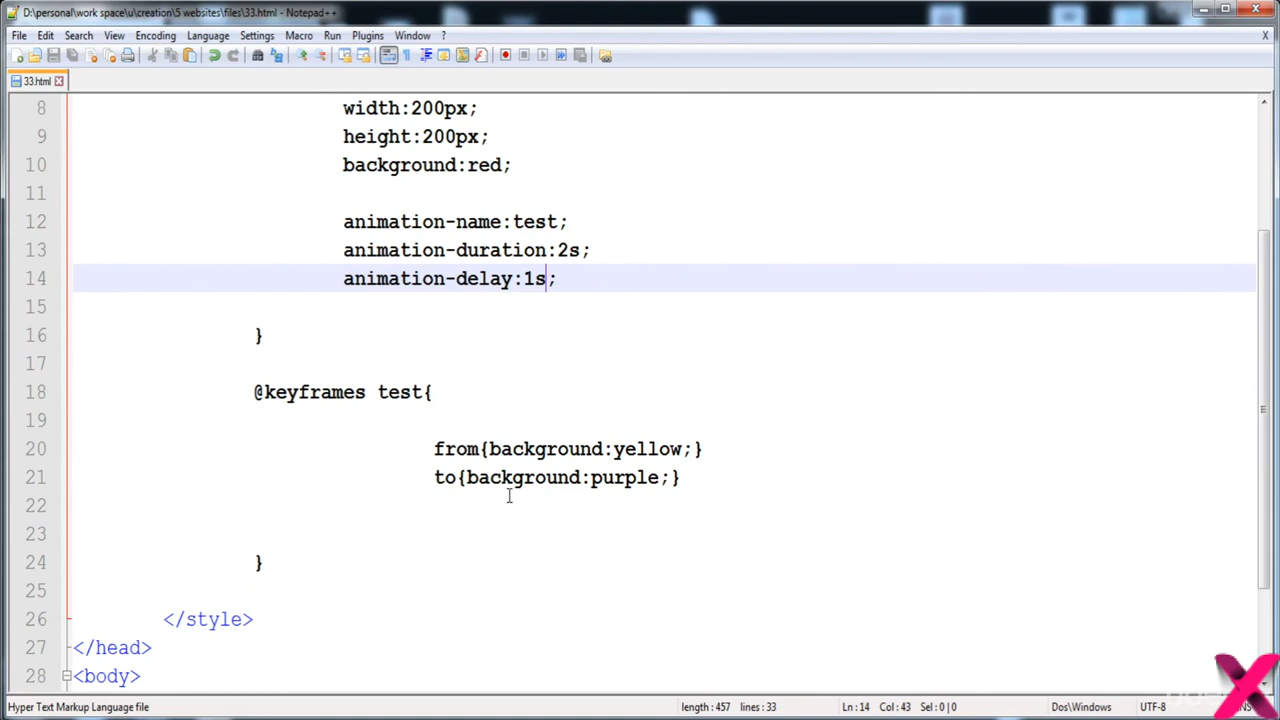 D:\personal\work space\u\creation\5 websites\files\33.html - Notepad++
File Edit Search View Encoding Language Settings Macro Run Plugins Window ? X
33.html
8 width:200px;
9 height:200px;
10 background:red;
11
12 animation-name:test;
13 animation-duration:2s;
14 animation-delay:1s;
15
16 }
17
18 @keyframes test{
19
20 from{background:yellow;}
21 to{background:purple;}
22
23
24 }
25
26 </style>
27 </head>
28 <body>
Hyper Text Markup Language file length : 457 lines : 33 Ln : 14 Col : 43 Sel : 0 | 0 Dos\Windows UTF-8